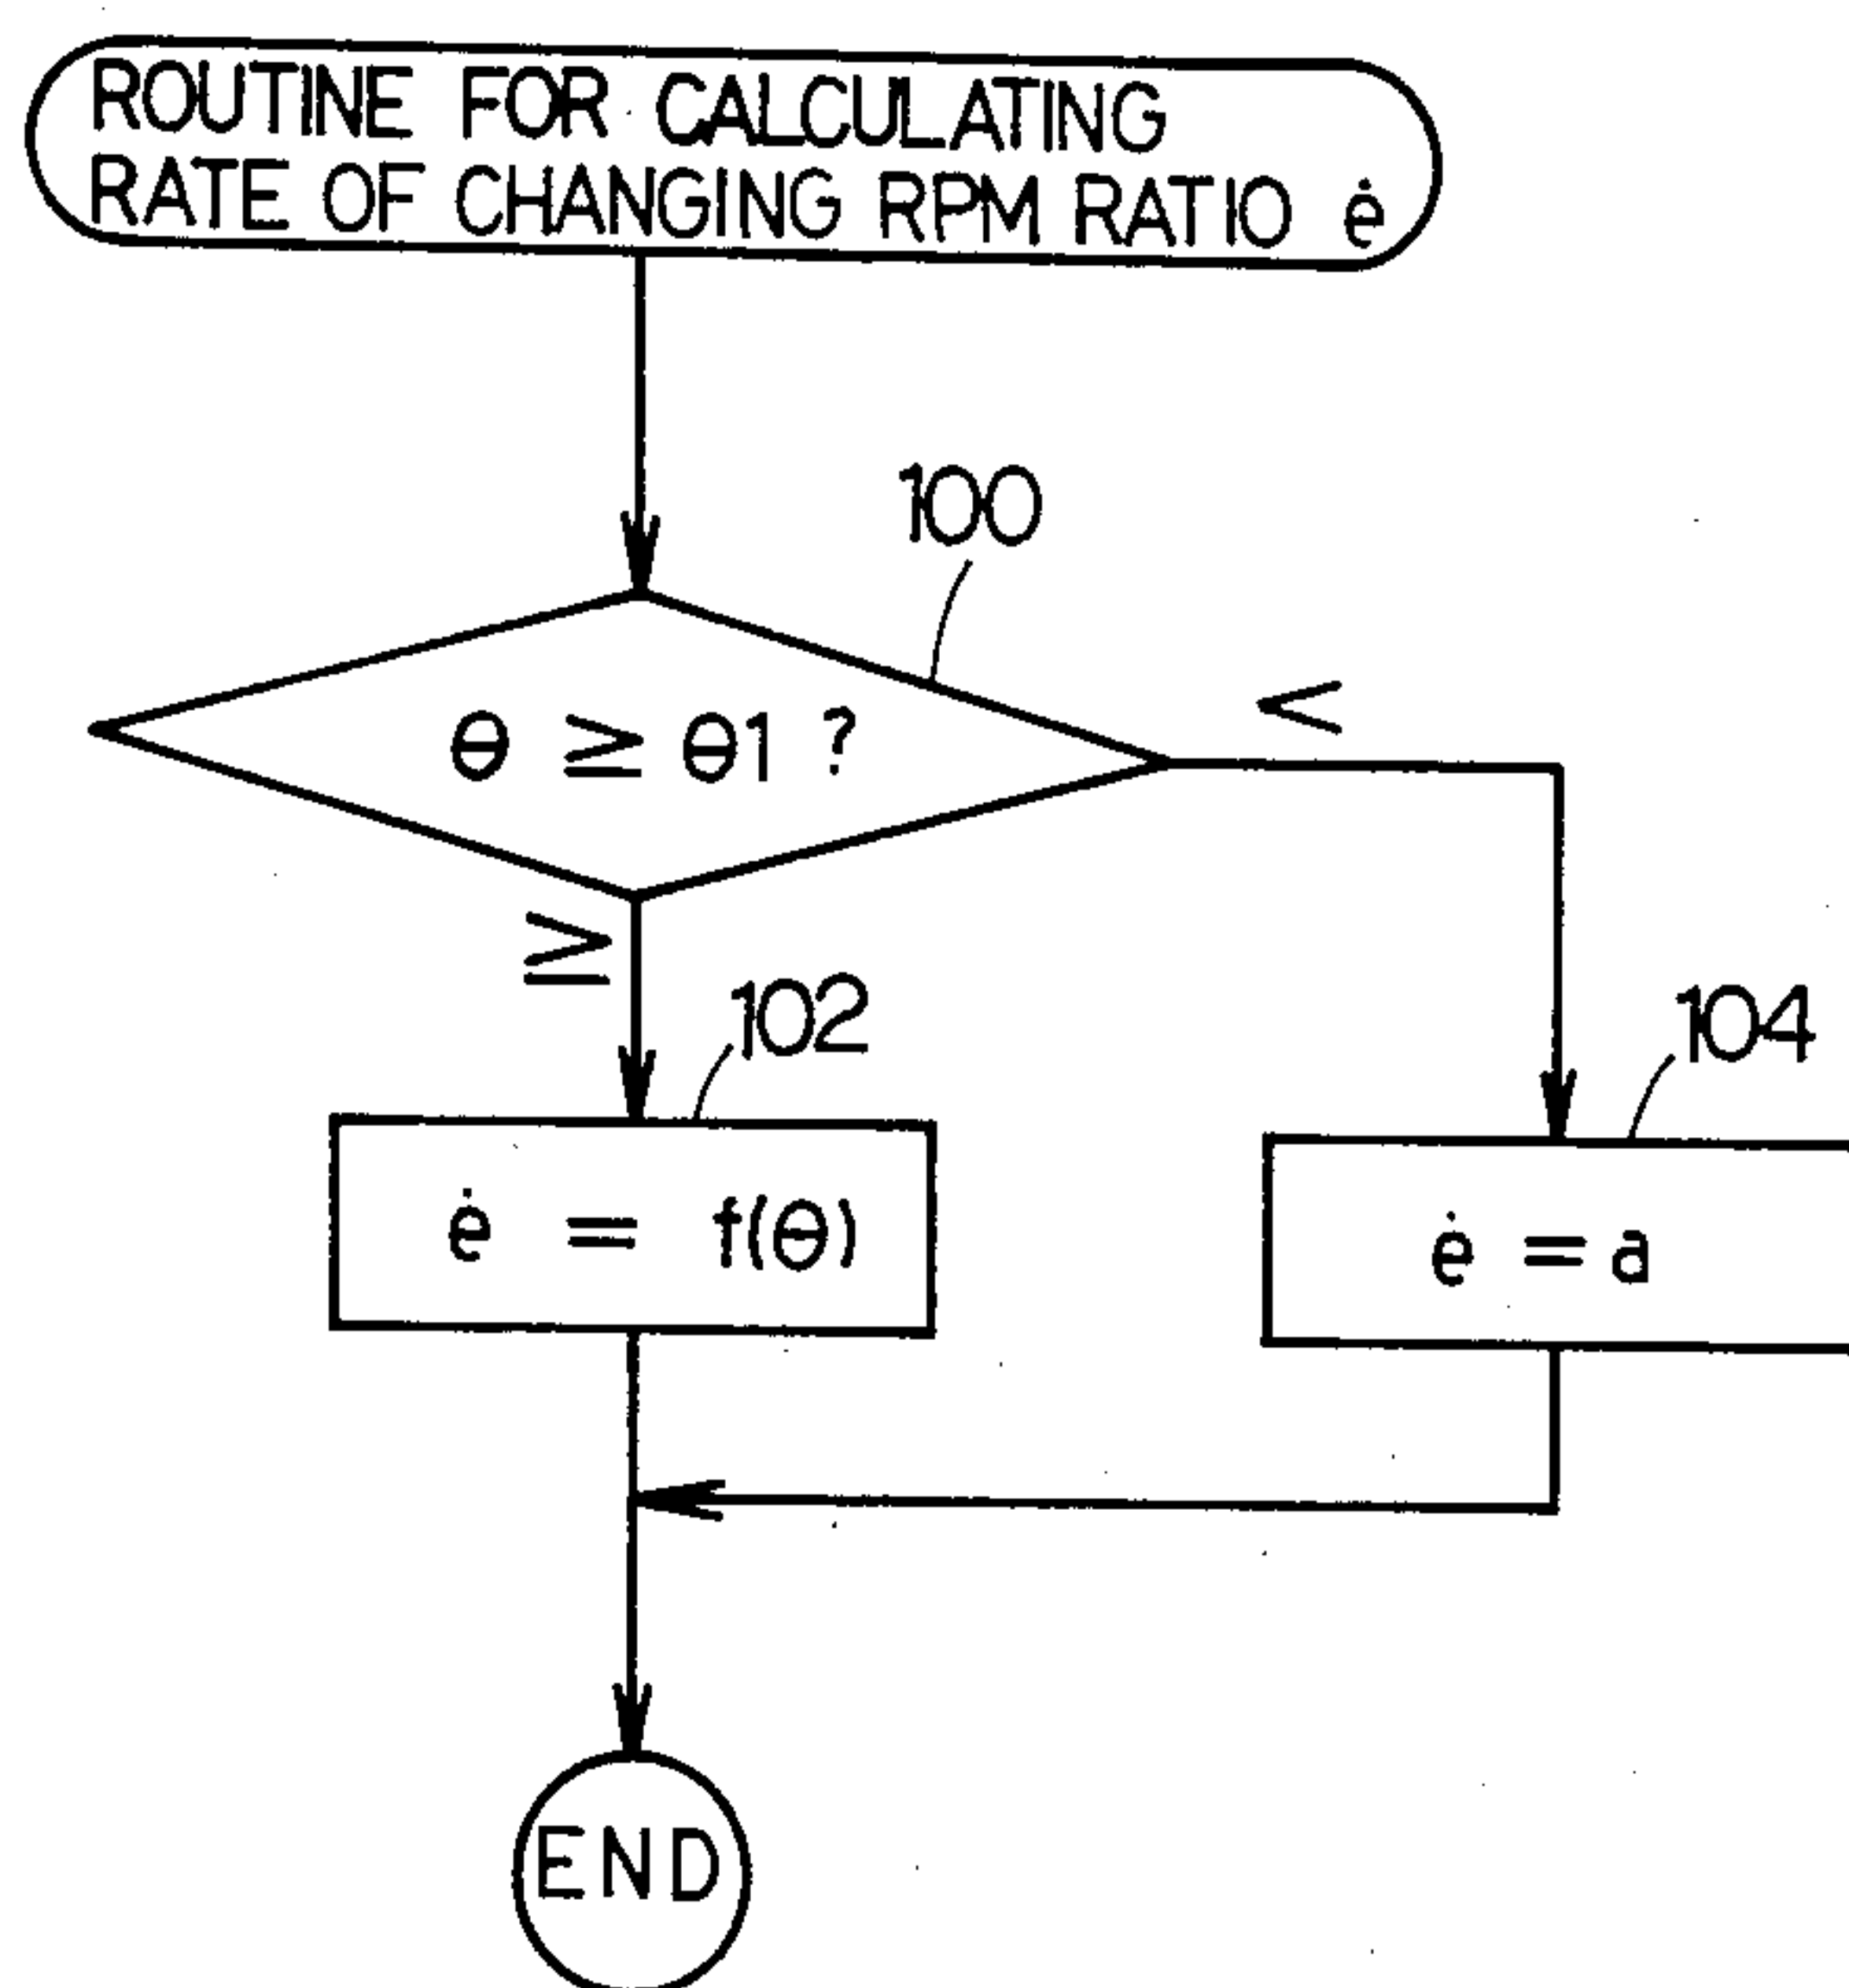 ROUTINE FOR CALCULATING
RATE OF CHANGING RPM RATIO ė
100
θ ≥ θ1 ?
<
≥
102
104
ė = f(θ)
ė = a
END